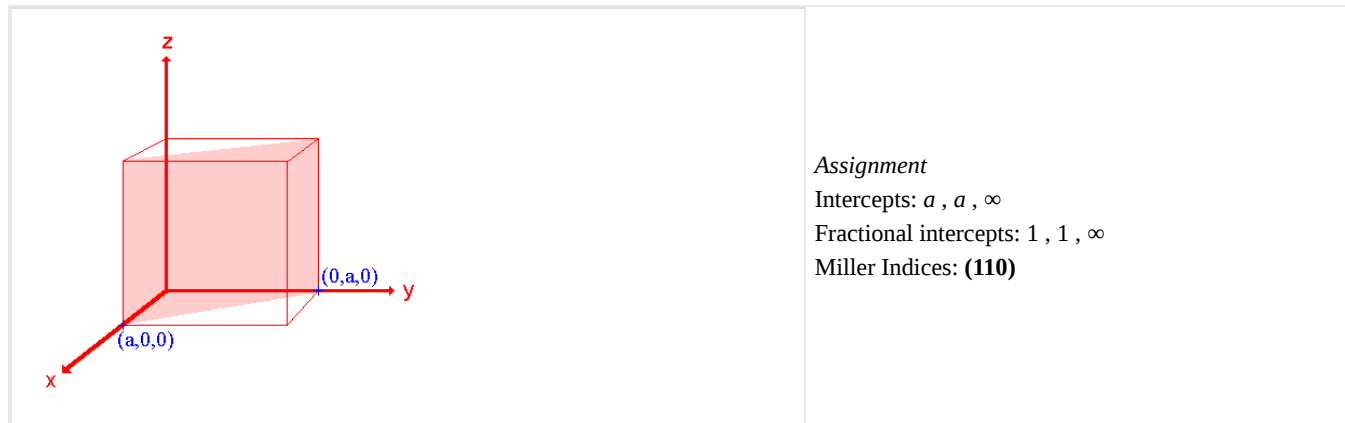 z
(0,a,0)
y
(a,0,0)
x
Assignment
Intercepts: a , a , ∞
Fractional intercepts: 1 , 1 , ∞
Miller Indices: (110)